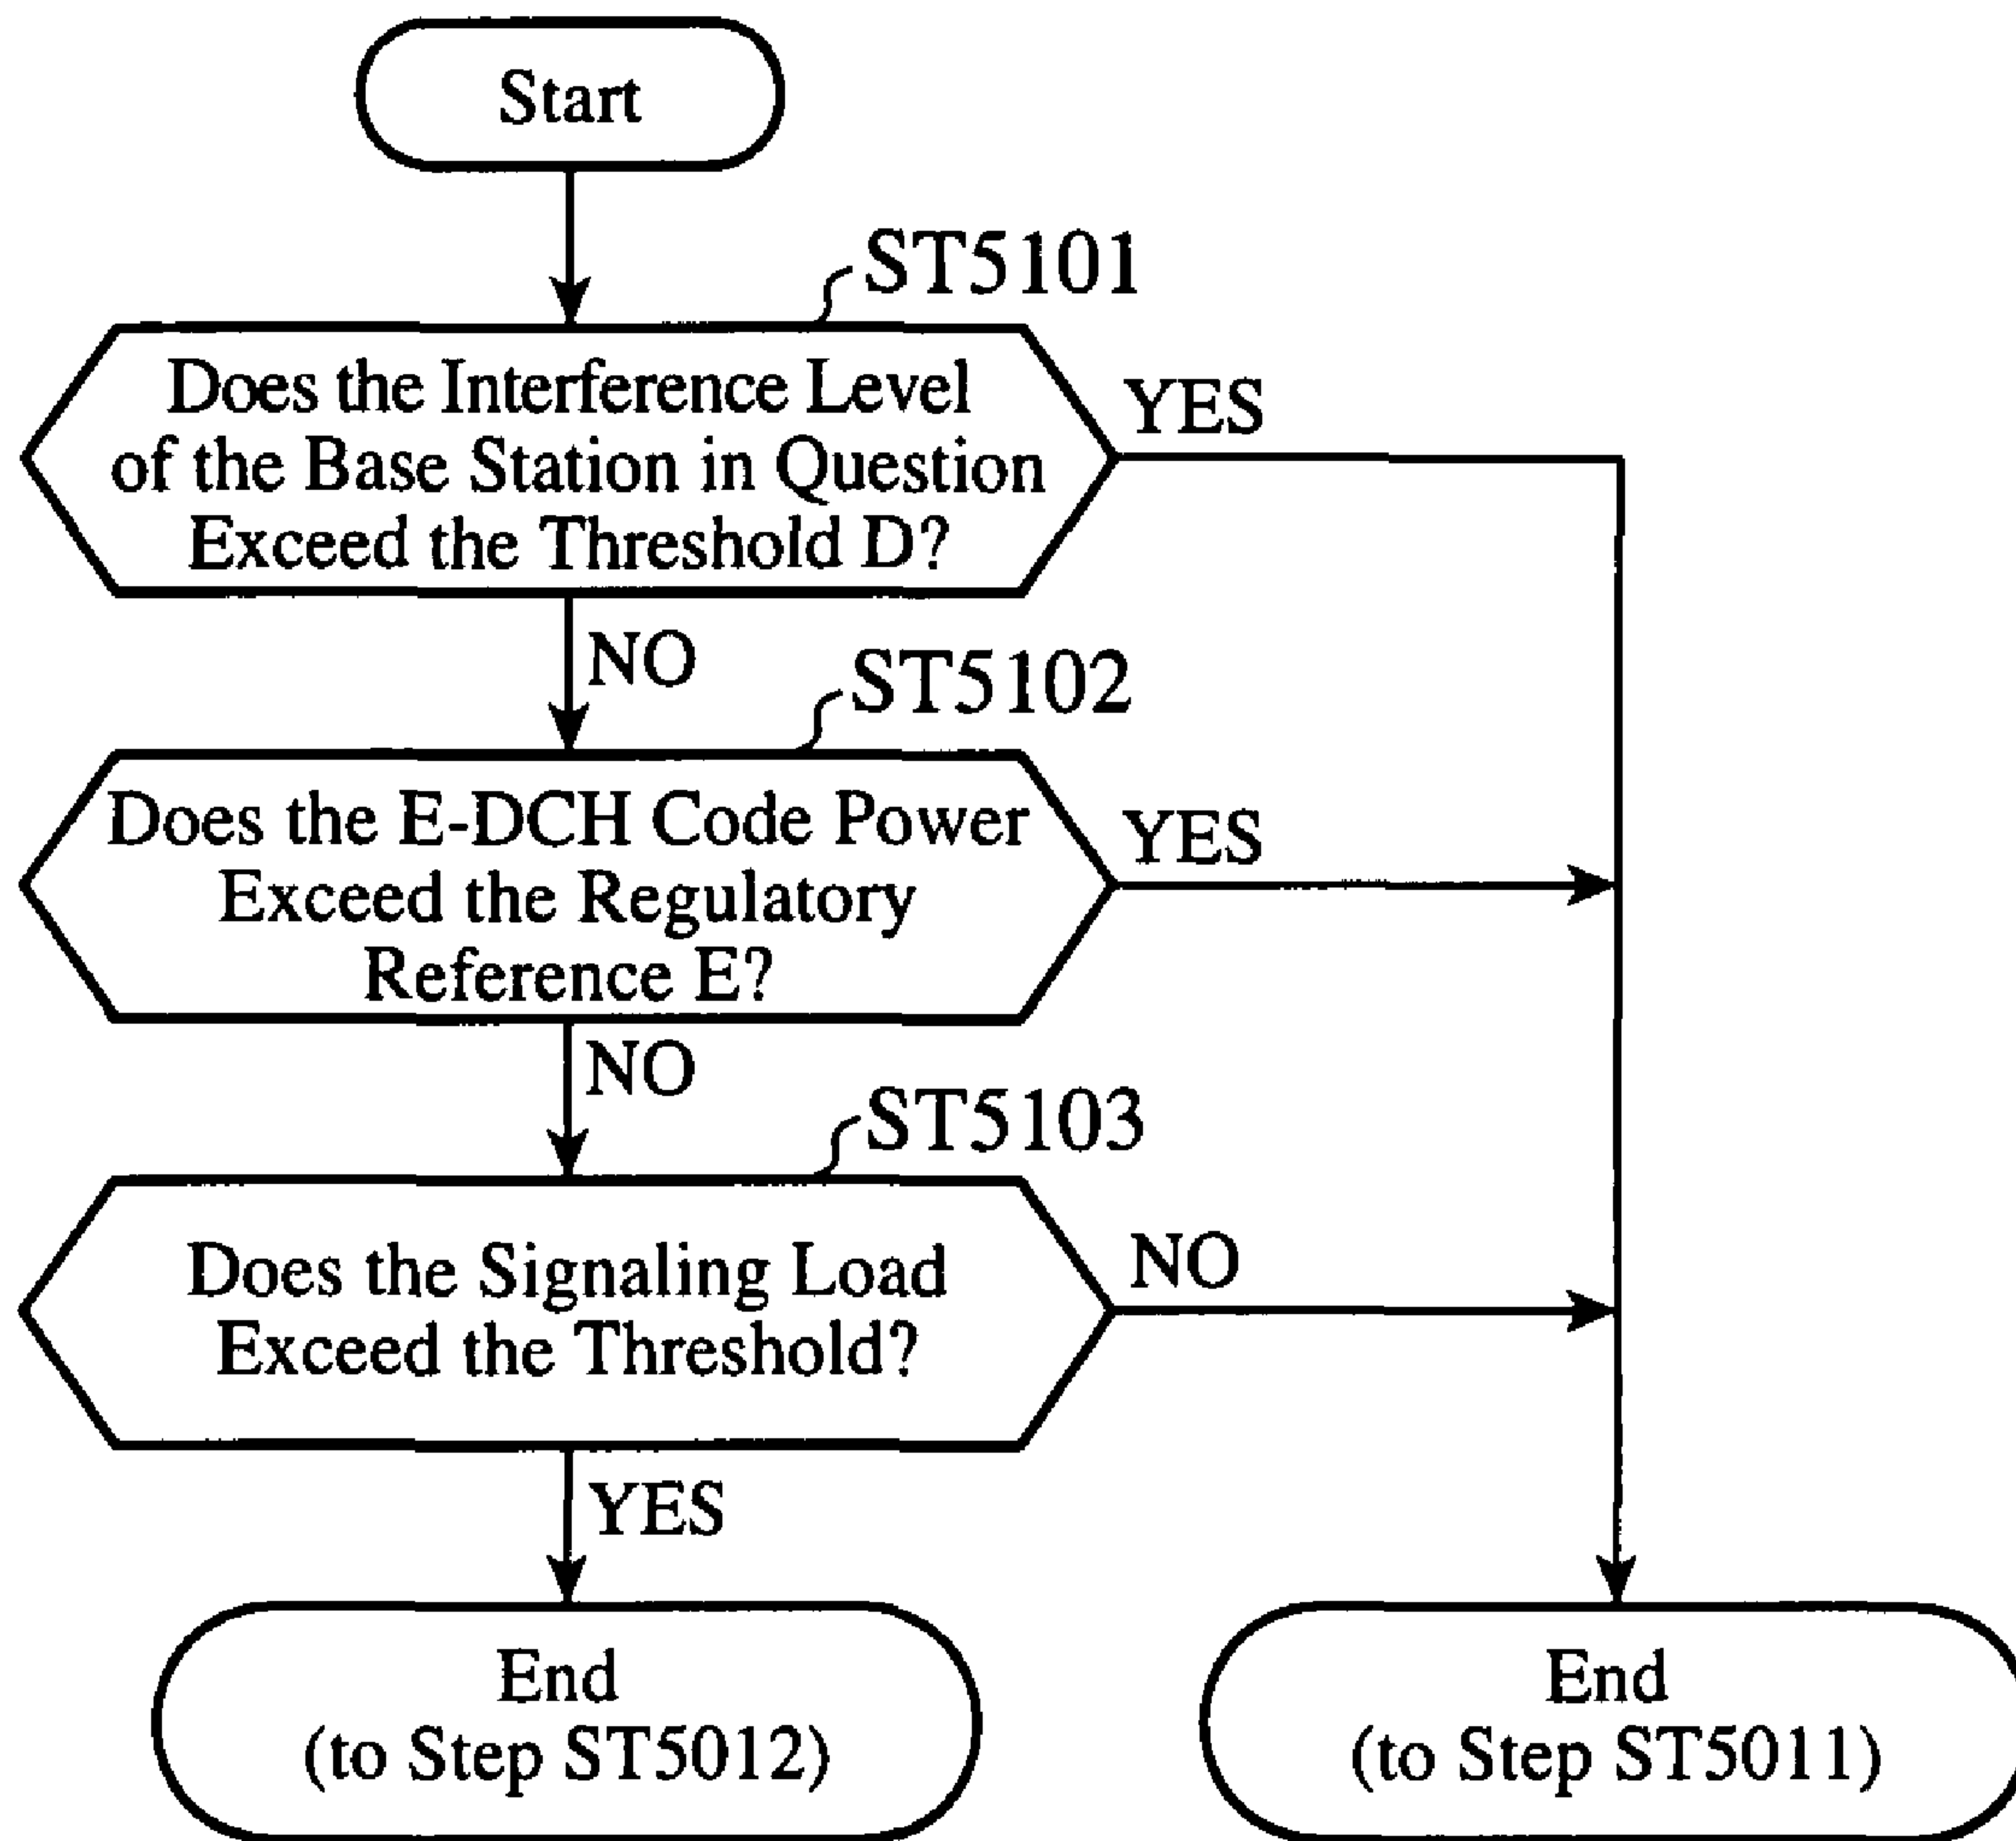 Start
ST5101
Does the Interference Level
of the Base Station in Question
Exceed the Threshold D?
YES
NO
ST5102
Does the E-DCH Code Power
Exceed the Regulatory
Reference E?
YES
NO
ST5103
Does the Signaling Load
Exceed the Threshold?
NO
YES
End
(to Step ST5012)
End
(to Step ST5011)